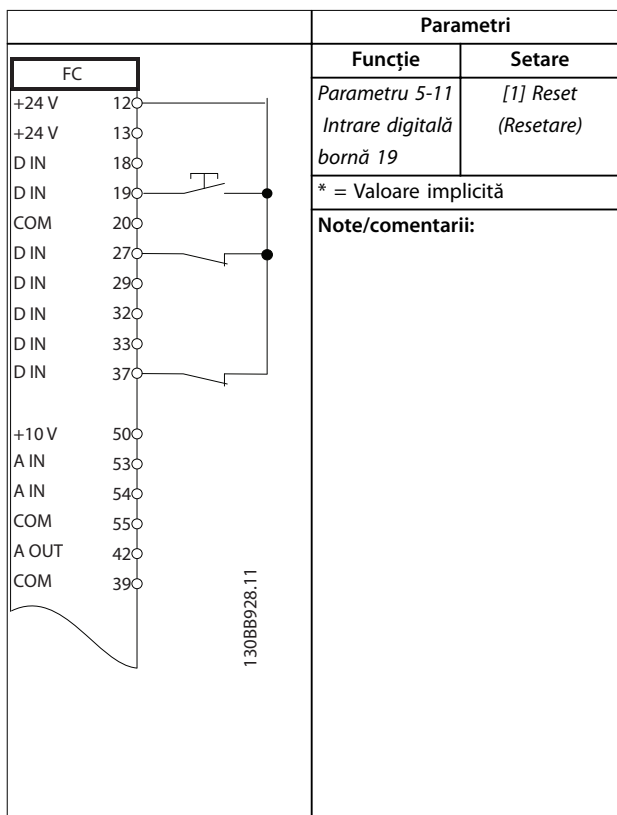 Parametri
Funcție Setare
Parametru 5-11
Intrare digitală
bornă 19
[1] Reset
(Resetare)
* = Valoare implicită
Note/comentarii:
FC
+24 V 12
+24 V 13
D IN 18
D IN 19
COM 20
D IN 27
D IN 29
D IN 32
D IN 33
D IN 37
+10 V 50
A IN 53
A IN 54
COM 55
A OUT 42
COM 39
130BB928.11